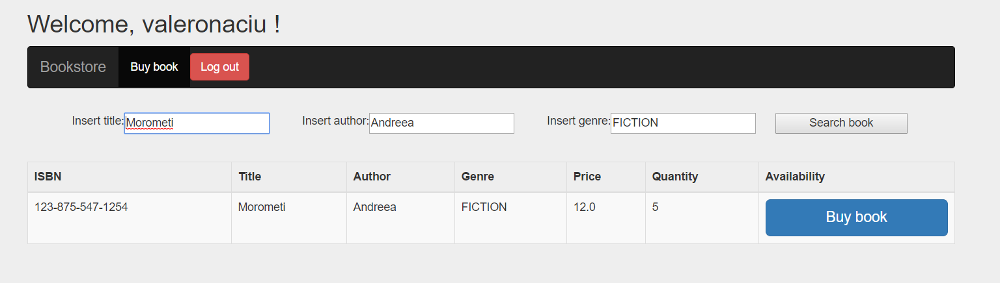 Welcome, valeronaciu !
Bookstore Buy book Log out
Insert title: Morometi Insert author: Andreea Insert genre: FICTION Search book
ISBN Title Author Genre Price Quantity Availability
123-875-547-1254 Morometi Andreea FICTION 12.0 5 Buy book